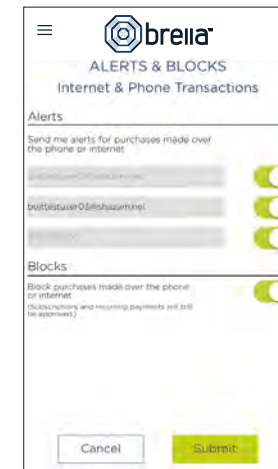 brella
ALERTS & BLOCKS
Internet & Phone Transactions
Alerts
Send me alerts for purchases made over
the phone or internet
Blocks
Block purchases made over the phone
or internet
(Subscriptions and recurring payments will still
be approved.)
Cancel
Submit